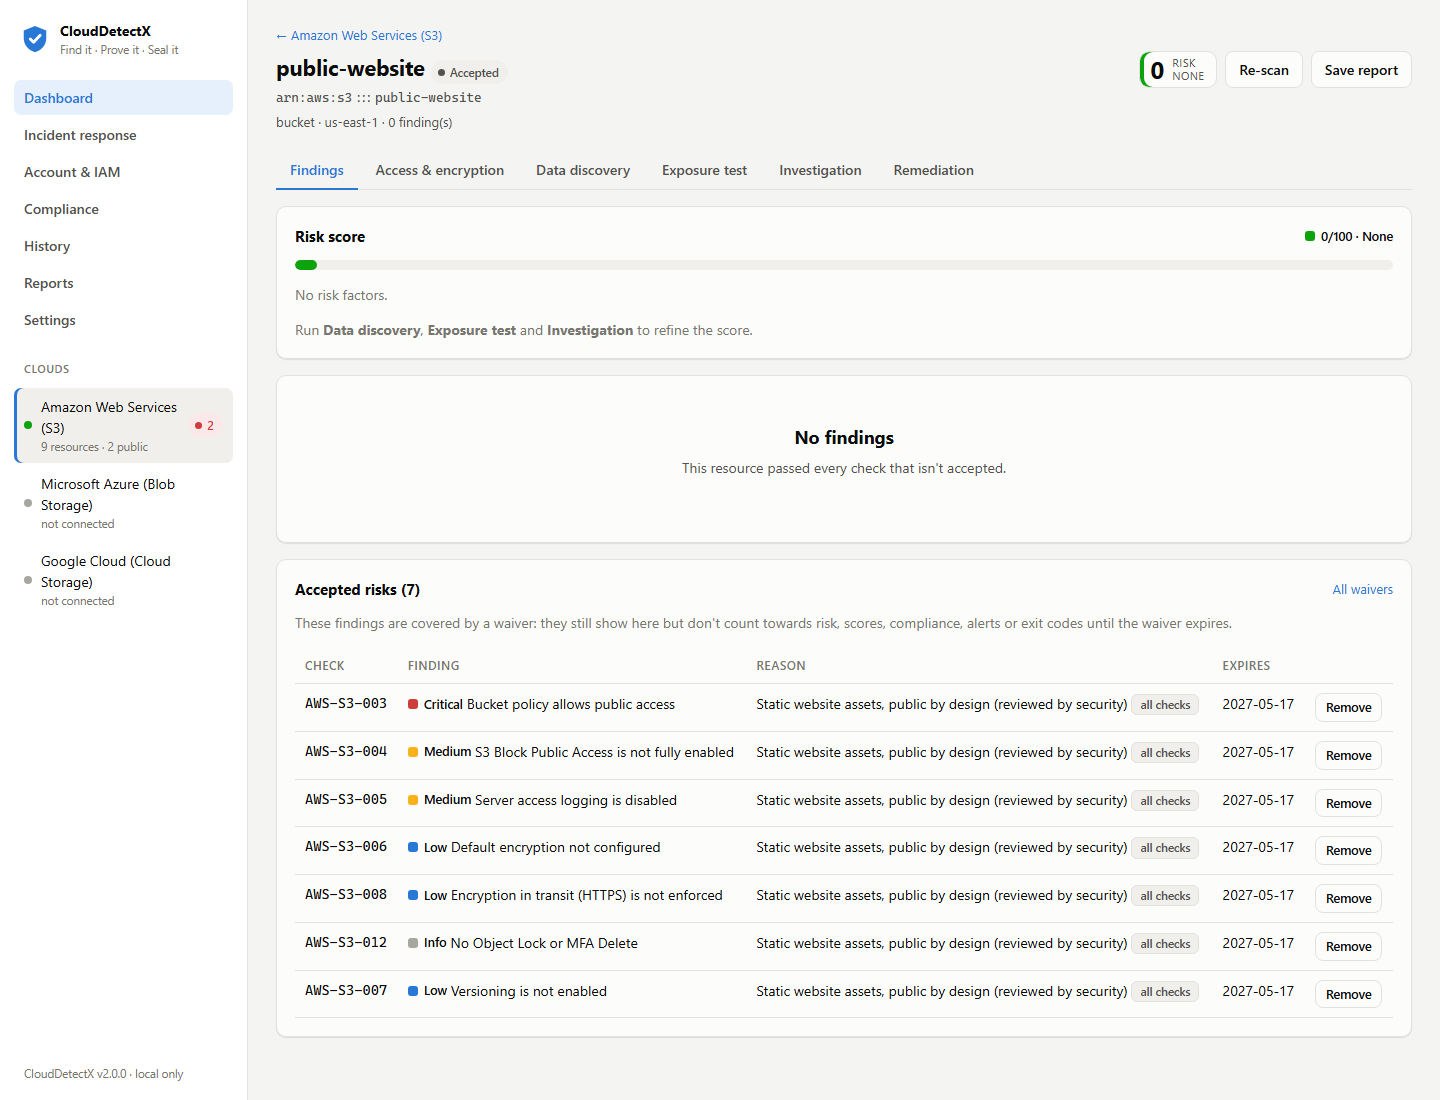 CloudDetectX
Find it · Prove it · Seal it
Dashboard
Incident response
Account & IAM
Compliance
History
Reports
Settings
CLOUDS
Amazon Web Services
(S3)
9 resources · 2 public
2
Microsoft Azure (Blob
Storage)
not connected
Google Cloud (Cloud
Storage)
not connected
CloudDetectX v2.0.0 · local only
← Amazon Web Services (S3)
public-website Accepted
arn:aws:s3:::public-website
bucket · us-east-1 · 0 finding(s)
0 RISK
NONE
Re-scan
Save report
Findings Access & encryption Data discovery Exposure test Investigation Remediation
Risk score 0/100 · None
No risk factors.
Run Data discovery, Exposure test and Investigation to refine the score.
No findings
This resource passed every check that isn't accepted.
Accepted risks (7) All waivers
These findings are covered by a waiver: they still show here but don't count towards risk, scores, compliance, alerts or exit codes until the waiver expires.
CHECK FINDING REASON EXPIRES
AWS-S3-003 Critical Bucket policy allows public access Static website assets, public by design (reviewed by security) all checks 2027-05-17 Remove
AWS-S3-004 Medium S3 Block Public Access is not fully enabled Static website assets, public by design (reviewed by security) all checks 2027-05-17 Remove
AWS-S3-005 Medium Server access logging is disabled Static website assets, public by design (reviewed by security) all checks 2027-05-17 Remove
AWS-S3-006 Low Default encryption not configured Static website assets, public by design (reviewed by security) all checks 2027-05-17 Remove
AWS-S3-008 Low Encryption in transit (HTTPS) is not enforced Static website assets, public by design (reviewed by security) all checks 2027-05-17 Remove
AWS-S3-012 Info No Object Lock or MFA Delete Static website assets, public by design (reviewed by security) all checks 2027-05-17 Remove
AWS-S3-007 Low Versioning is not enabled Static website assets, public by design (reviewed by security) all checks 2027-05-17 Remove